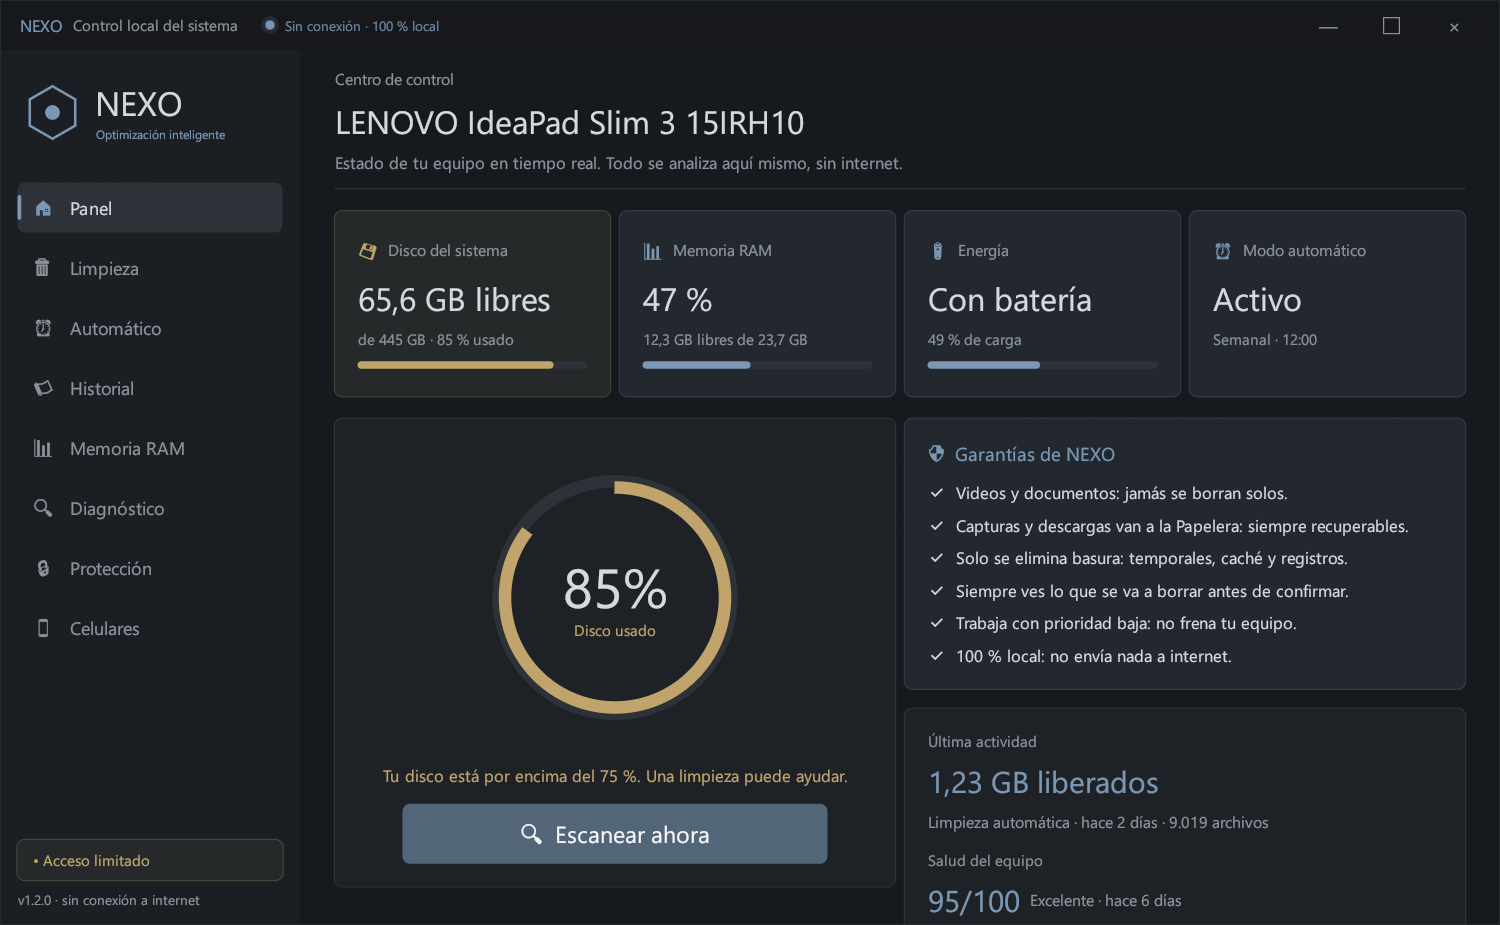 NEXO Control local del sistema Sin conexión · 100 % local
NEXO
Optimización inteligente
Panel
Limpieza
Automático
Historial
Memoria RAM
Diagnóstico
Protección
Celulares
• Acceso limitado
v1.2.0 · sin conexión a internet
Centro de control
LENOVO IdeaPad Slim 3 15IRH10
Estado de tu equipo en tiempo real. Todo se analiza aquí mismo, sin internet.
Disco del sistema
65,6 GB libres
de 445 GB · 85 % usado
Memoria RAM
47 %
12,3 GB libres de 23,7 GB
Energía
Con batería
49 % de carga
Modo automático
Activo
Semanal · 12:00
85%
Disco usado
Tu disco está por encima del 75 %. Una limpieza puede ayudar.
Escanear ahora
Garantías de NEXO
Videos y documentos: jamás se borran solos.
Capturas y descargas van a la Papelera: siempre recuperables.
Solo se elimina basura: temporales, caché y registros.
Siempre ves lo que se va a borrar antes de confirmar.
Trabaja con prioridad baja: no frena tu equipo.
100 % local: no envía nada a internet.
Última actividad
1,23 GB liberados
Limpieza automática · hace 2 días · 9.019 archivos
Salud del equipo
95/100 Excelente · hace 6 días